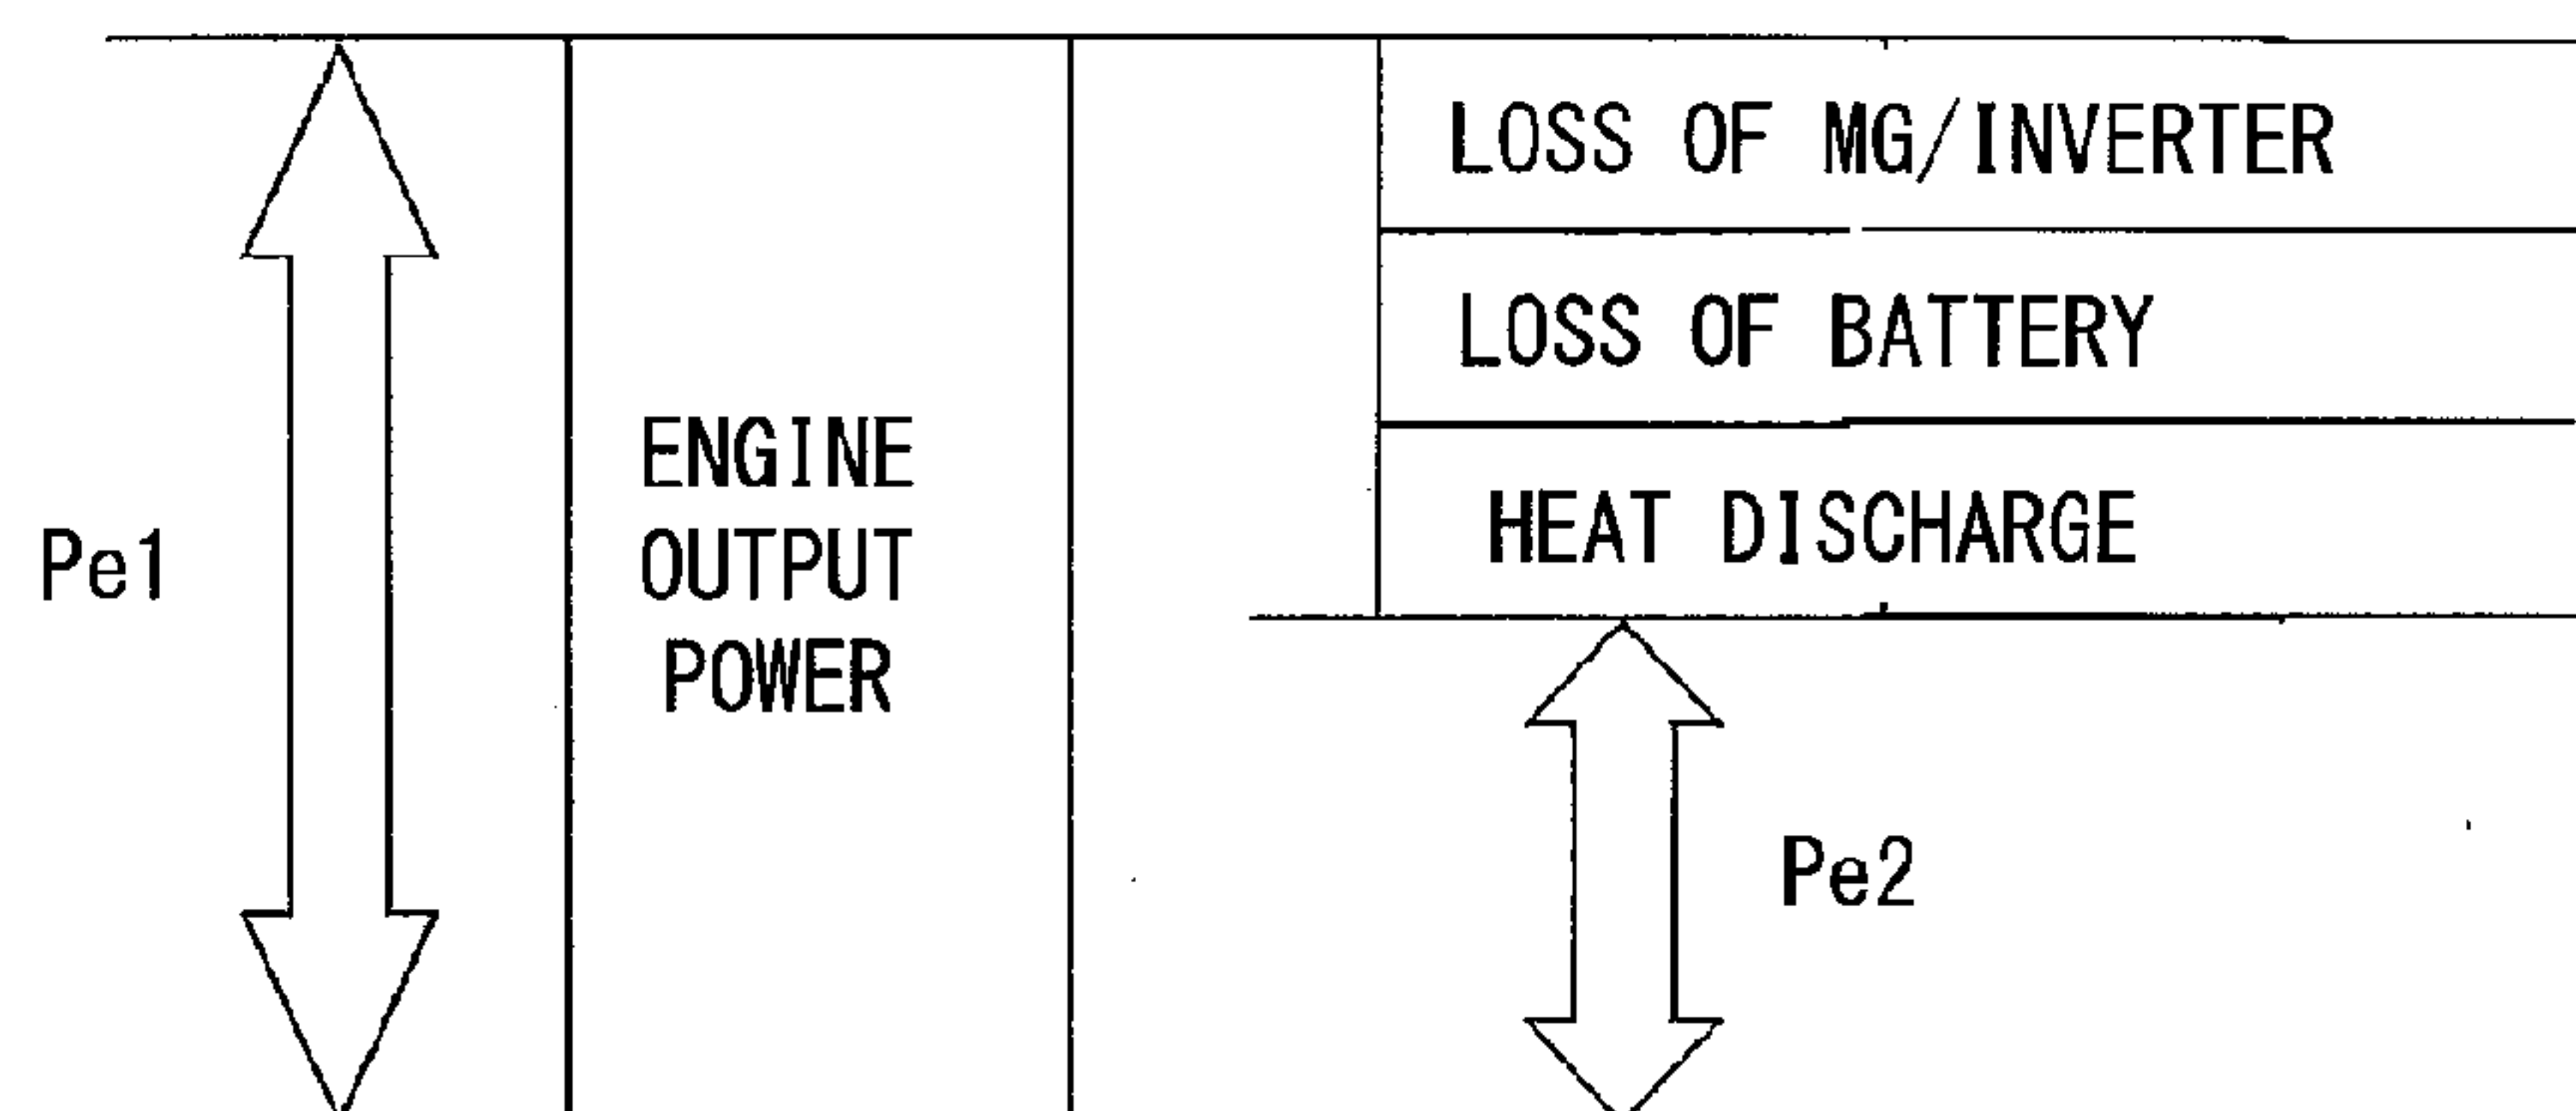 Pe1
ENGINE
OUTPUT
POWER
LOSS OF MG/INVERTER
LOSS OF BATTERY
HEAT DISCHARGE
Pe2